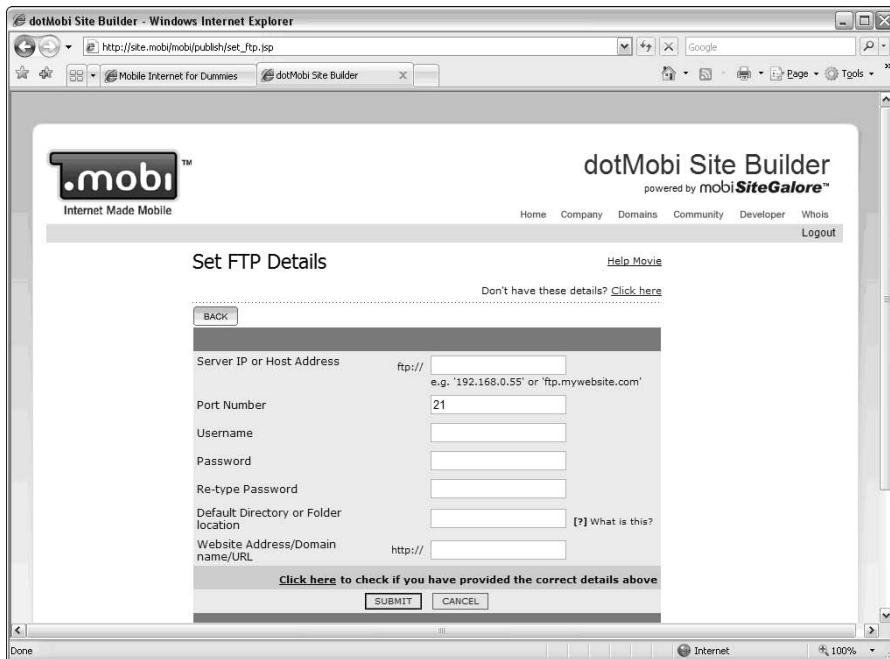 dotMobi Site Builder - Windows Internet Explorer
http://site.mobi/mobi/publish/set_ftp.jsp
Google
Mobile Internet for Dummies
dotMobi Site Builder
Page
Tools
.mobi ™
Internet Made Mobile
dotMobi Site Builder
powered by mobiSiteGalore™
Home Company Domains Community Developer Whois
Logout
Set FTP Details
Help Movie
Don't have these details? Click here
BACK
Server IP or Host Address ftp://
e.g. '192.168.0.55' or 'ftp.mywebsite.com'
Port Number 21
Username
Password
Re-type Password
Default Directory or Folder
location
[?] What is this?
Website Address/Domain
name/URL
http://
Click here to check if you have provided the correct details above
SUBMIT CANCEL
Done Internet 100%